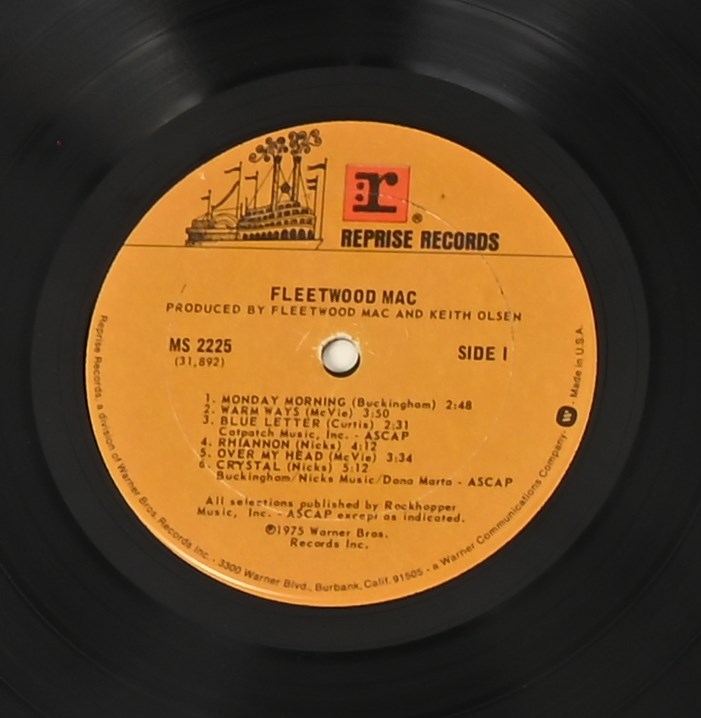 r ®
REPRISE RECORDS
FLEETWOOD MAC
PRODUCED BY FLEETWOOD MAC AND KEITH OLSEN
MS 2225
(31,892)
SIDE 1
1. MONDAY MORNING (Buckingham) 2:48
2. WARM WAYS (McVie) 3:50
3. BLUE LETTER (Curtis) 2:31
Catpatch Music, Inc. - ASCAP
4. RHIANNON (Nicks) 4:12
5. OVER MY HEAD (McVie) 3:34
6. CRYSTAL (Nicks) 5:12
Buckingham/Nicks Music/Dona Marta - ASCAP
All selections published by Rockhopper
Music, Inc. - ASCAP except as indicated.
℗1975 Warner Bros.
Records Inc.
Reprise Records, a division of Warner Bros. Records Inc. · 3300 Warner Blvd., Burbank, Calif. 91505 · a Warner Communications Company · W · Made in U.S.A.